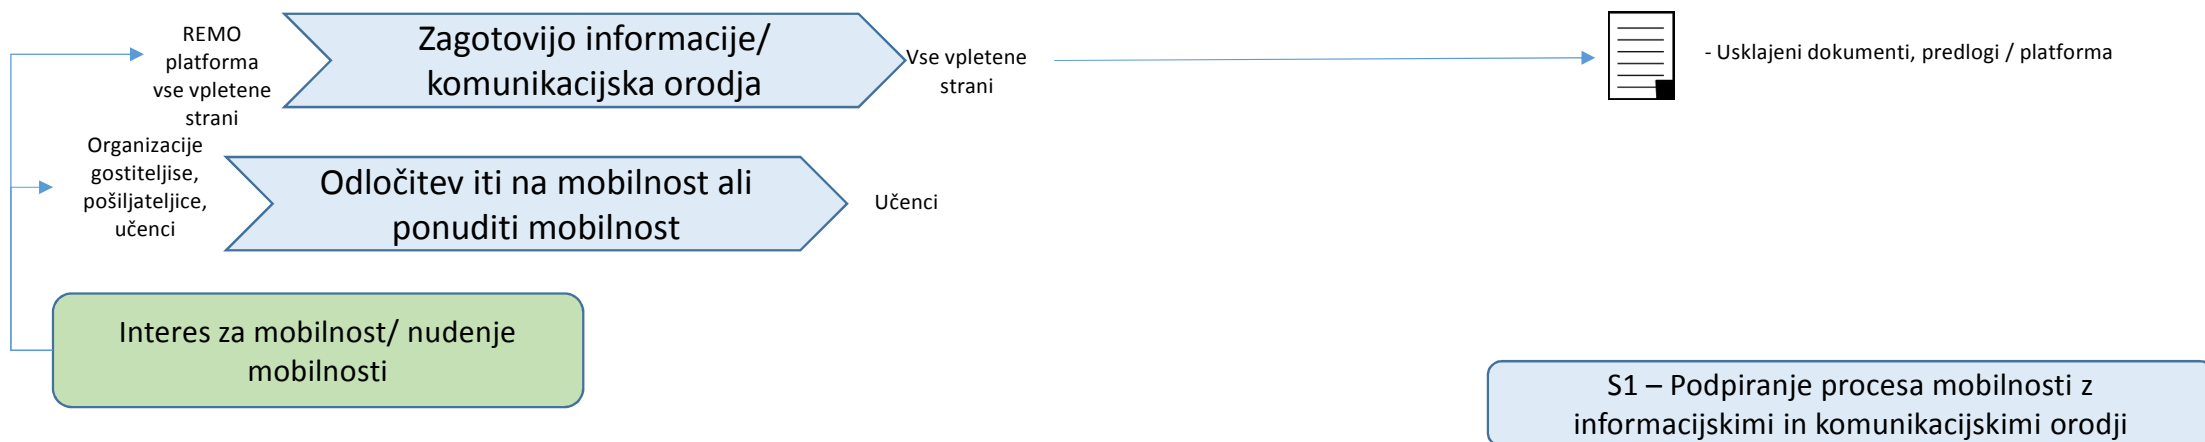 REMO
platforma
vse vpletene
strani
Zagotovijo informacije/
komunikacijska orodja
Vse vpletene
strani
- Usklajeni dokumenti, predlogi / platforma
Organizacije
gostiteljise,
pošiljateljice,
učenci
Odločitev iti na mobilnost ali
ponuditi mobilnost
Učenci
Interes za mobilnost/ nudenje
mobilnosti
S1 – Podpiranje procesa mobilnosti z
informacijskimi in komunikacijskimi orodji